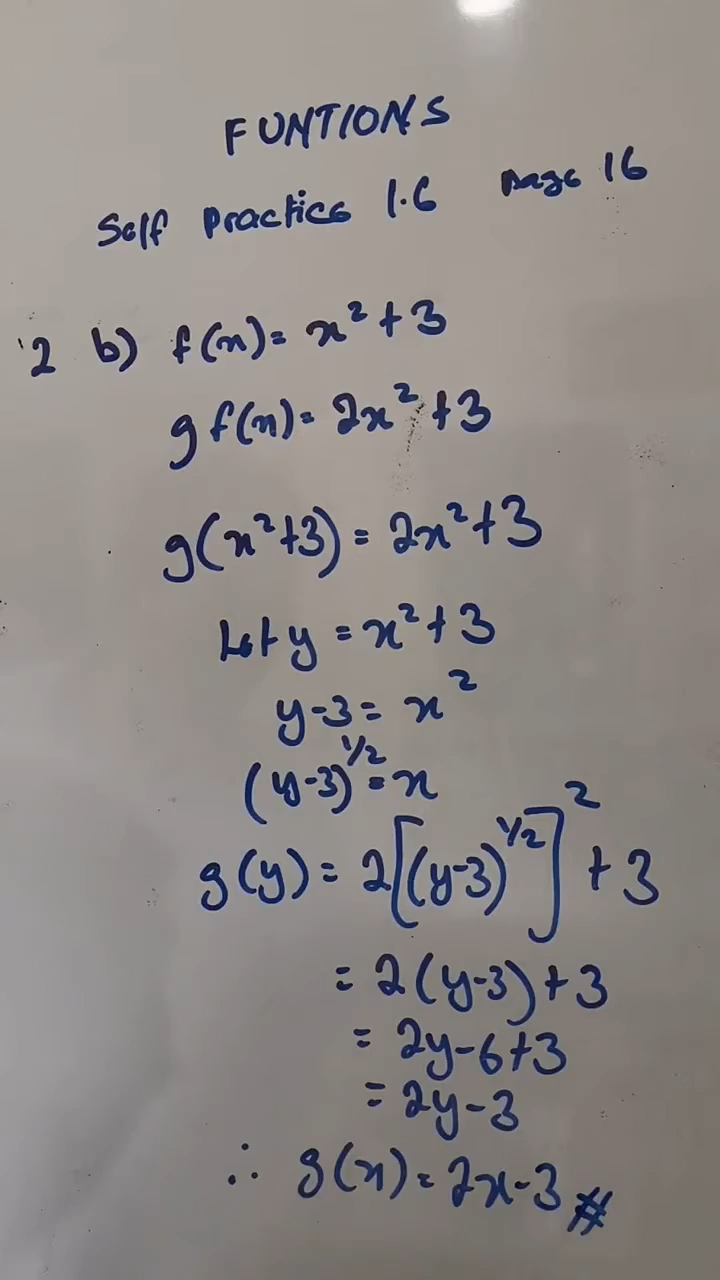 FUNTIONS
Self Practice 1.6 page 16
2 b) f(x) = x² + 3
gf(x) = 2x² + 3
g(x²+3) = 2x²+3
Let y = x² + 3
y-3 = x²
(y-3)^1/2 = x
g(y) = 2[(y-3)^1/2]² + 3
= 2(y-3) + 3
= 2y-6+3
= 2y-3
∴ g(x) = 2x-3 #